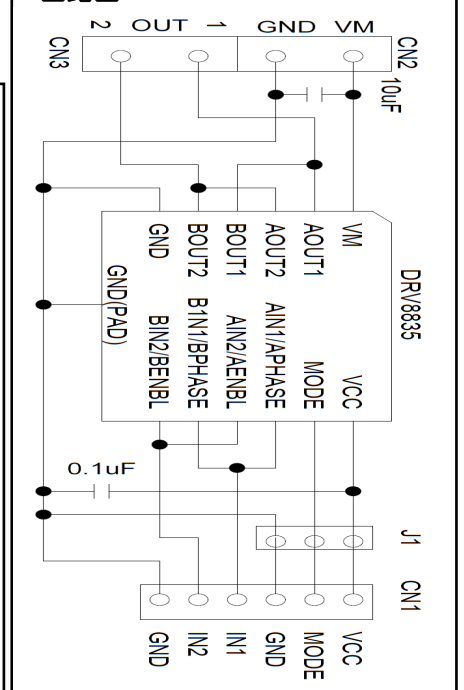 2 OUT 1
GND VM
CN3
CN2
10uF
GND
BOUT2
BOUT1
AOUT2
AOUT1
VM
DRV8835
GND(PAD)
BIN2/BENBL
B1N1/BPHASE
AIN2/AENBL
AIN1/APHASE
MODE
VCC
0.1uF
J1
CN1
GND
IN2
IN1
GND
MODE
VCC